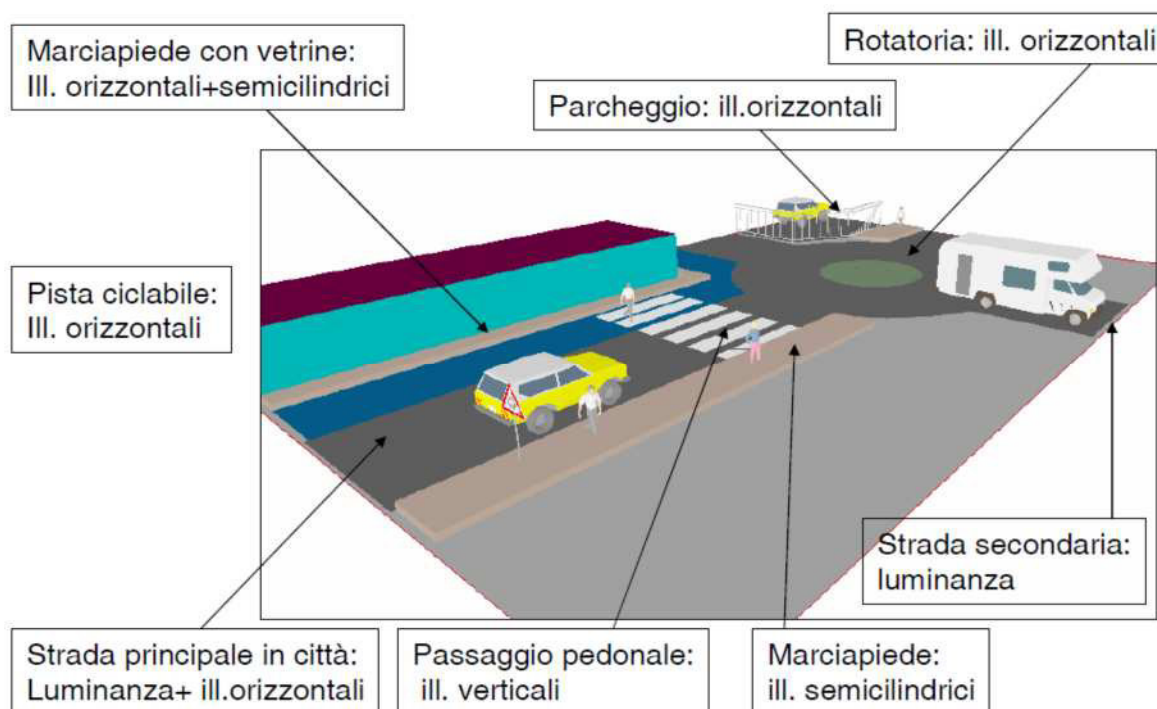 Marciapiede con vetrine:
Ill. orizzontali+semicilindrici
Rotatoria: ill. orizzontali
Parcheggio: ill.orizzontali
Pista ciclabile:
Ill. orizzontali
Strada secondaria:
luminanza
Strada principale in città:
Luminanza+ ill.orizzontali
Passaggio pedonale:
ill. verticali
Marciapiede:
ill. semicilindrici